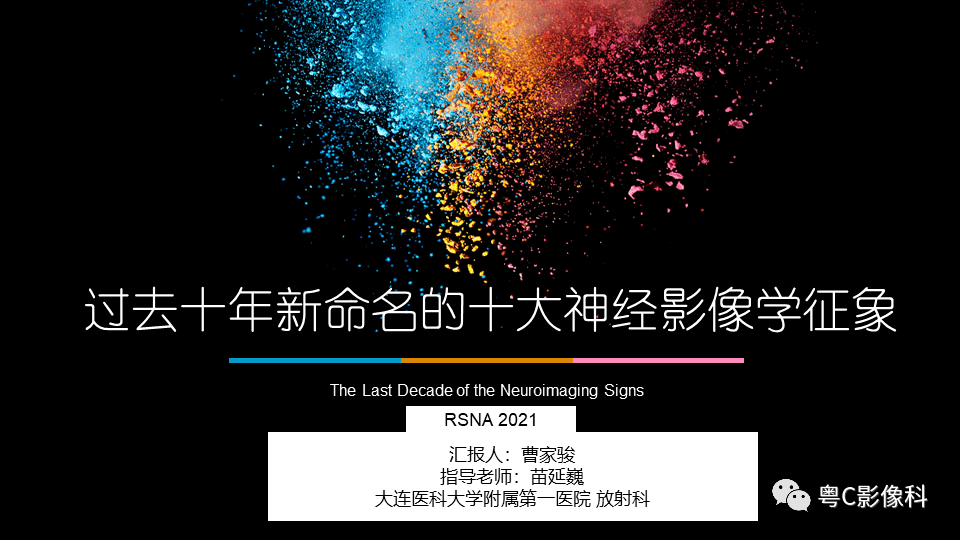 过去十年新命名的十大神经影像学征象
The Last Decade of the Neuroimaging Signs
RSNA 2021
汇报人：曹家骏
指导老师：苗延巍
大连医科大学附属第一医院 放射科
粤C影像科